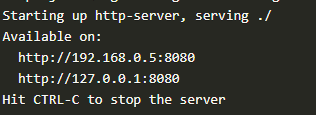 Starting up http-server, serving ./
Available on:
http://192.168.0.5:8080
http://127.0.0.1:8080
Hit CTRL-C to stop the server